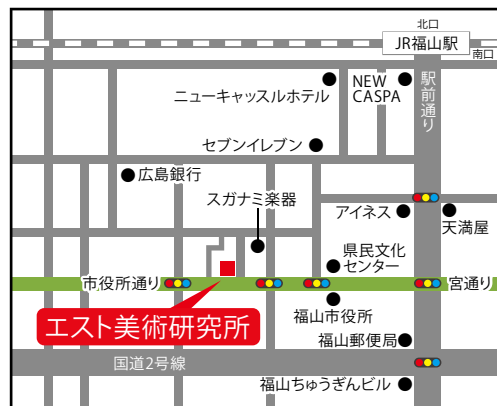 北口
JR福山駅
南口
ニューキャッスルホテル
NEW
CASPA
駅前通り
セブンイレブン
広島銀行
スガナミ楽器
アイネス
天満屋
県民文化
センター
市役所通り
宮通り
エスト美術研究所
福山市役所
福山郵便局
国道2号線
福山ちゅうぎんビル